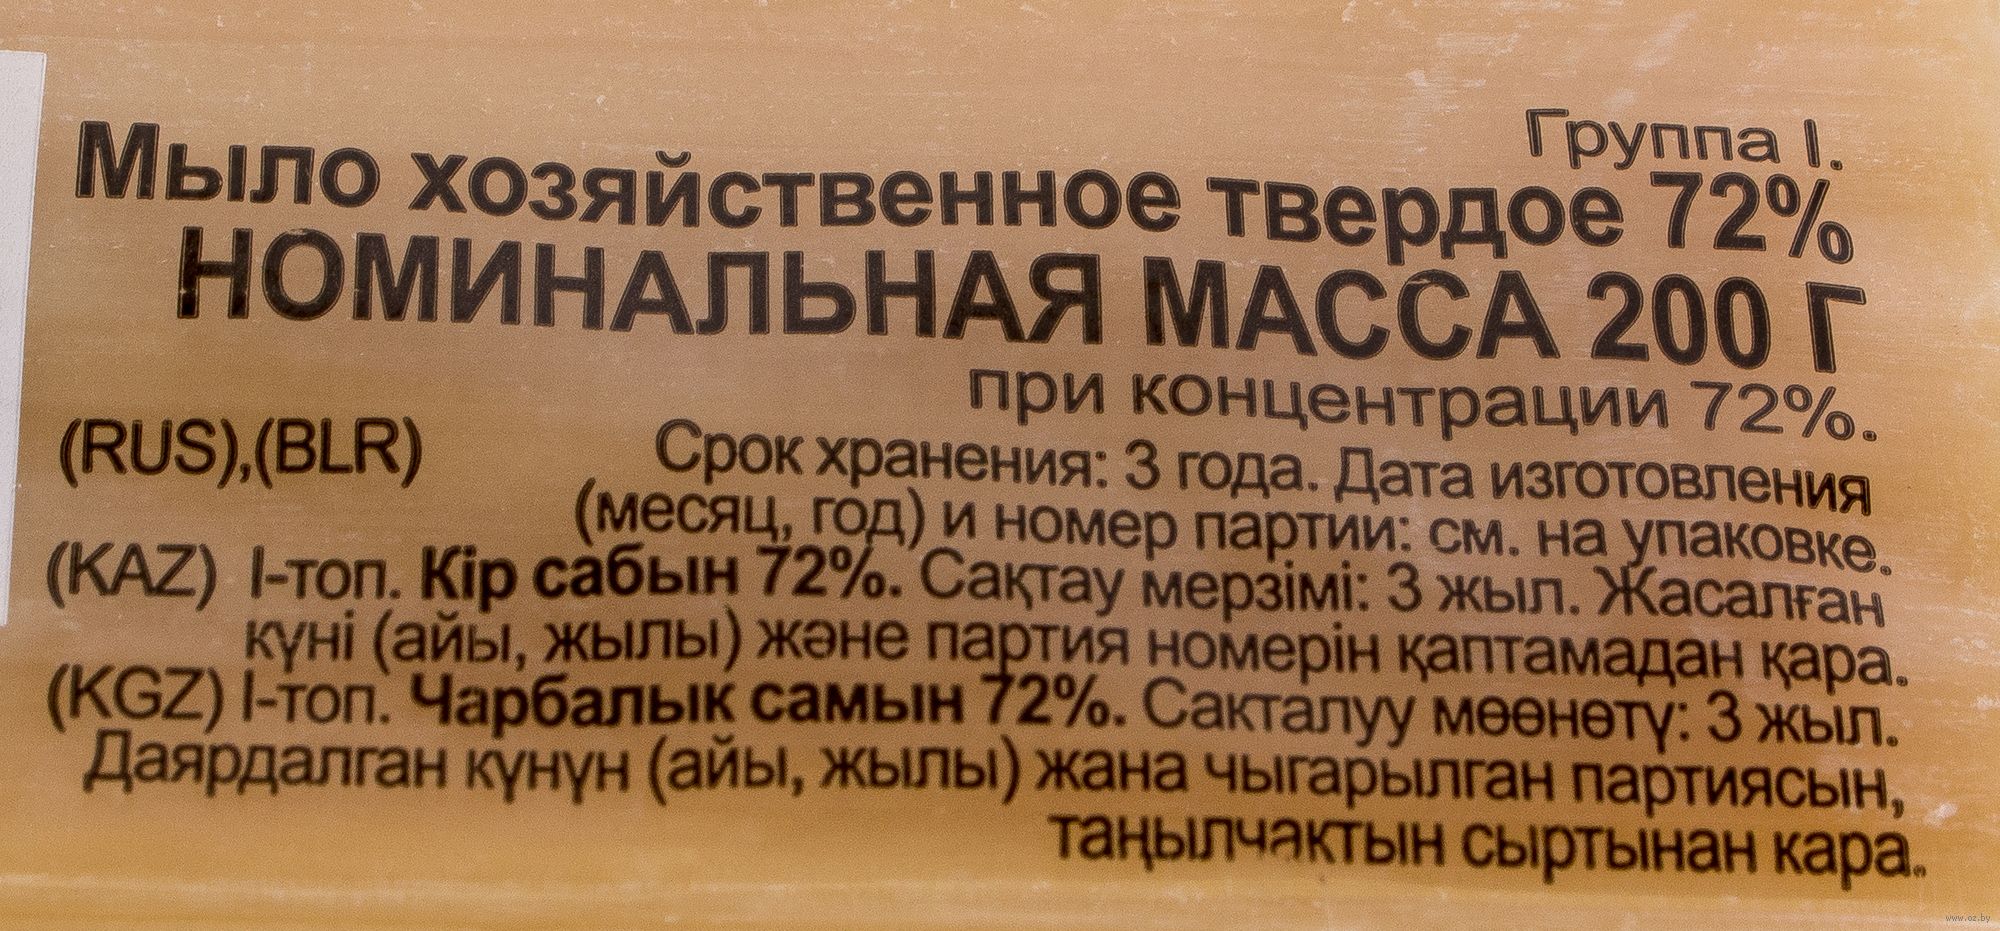 Группа I.
Мыло хозяйственное твердое 72%
НОМИНАЛЬНАЯ МАССА 200 Г
при концентрации 72%.
(RUS),(BLR) Срок хранения: 3 года. Дата изготовления
(месяц, год) и номер партии: см. на упаковке.
(KAZ) I-топ. Кір сабын 72%. Сақтау мерзімі: 3 жыл. Жасалған
күні (айы, жылы) және партия номерін қаптамадан қара.
(KGZ) I-топ. Чарбалык самын 72%. Сакталуу мөөнөтү: 3 жыл.
Даярдалган күнүн (айы, жылы) жана чыгарылган партиясын,
таңылчактын сыртынан кара.
www.oz.by